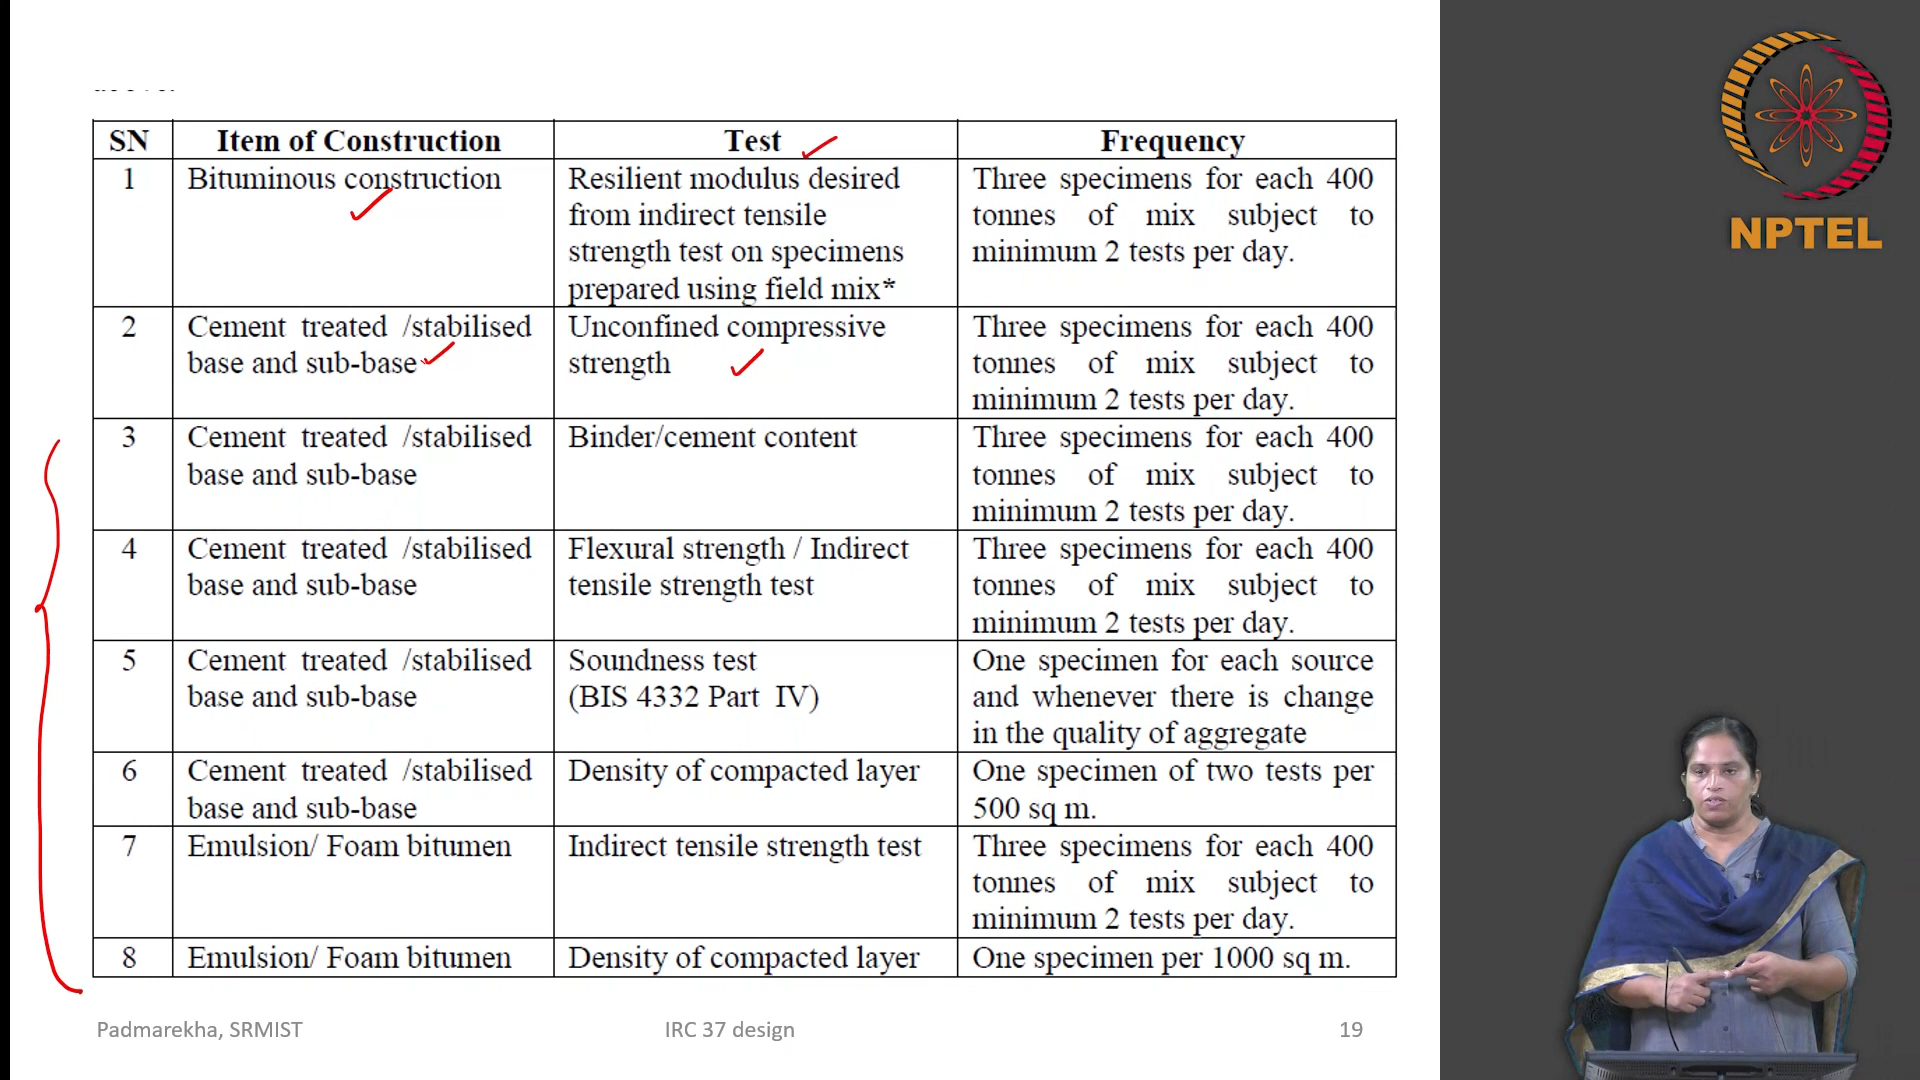 SN Item of Construction Test Frequency
1 Bituminous construction Resilient modulus desired from indirect tensile strength test on specimens prepared using field mix* Three specimens for each 400 tonnes of mix subject to minimum 2 tests per day.
2 Cement treated /stabilised base and sub-base Unconfined compressive strength Three specimens for each 400 tonnes of mix subject to minimum 2 tests per day.
3 Cement treated /stabilised base and sub-base Binder/cement content Three specimens for each 400 tonnes of mix subject to minimum 2 tests per day.
4 Cement treated /stabilised base and sub-base Flexural strength / Indirect tensile strength test Three specimens for each 400 tonnes of mix subject to minimum 2 tests per day.
5 Cement treated /stabilised base and sub-base Soundness test (BIS 4332 Part IV) One specimen for each source and whenever there is change in the quality of aggregate
6 Cement treated /stabilised base and sub-base Density of compacted layer One specimen of two tests per 500 sq m.
7 Emulsion/ Foam bitumen Indirect tensile strength test Three specimens for each 400 tonnes of mix subject to minimum 2 tests per day.
8 Emulsion/ Foam bitumen Density of compacted layer One specimen per 1000 sq m.
Padmarekha, SRMIST IRC 37 design 19
NPTEL